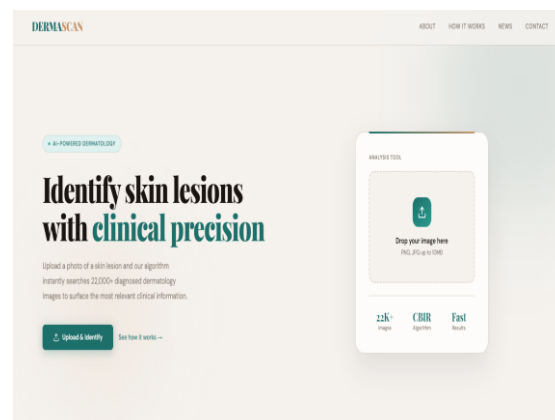 DERMASCAN
ABOUT HOW IT WORKS NEWS CONTACT
AI-POWERED DERMATOLOGY
Identify skin lesions
with clinical precision
Upload a photo of a skin lesion and our algorithm
instantly searches 22,000+ diagnosed dermatology
images to surface the most relevant clinical information.
Upload & Identify See how it works →
ANALYSIS TOOL
Drop your image here
PNG, JPG up to 10MB
22K+ CBIR Fast
Images Algorithm Results